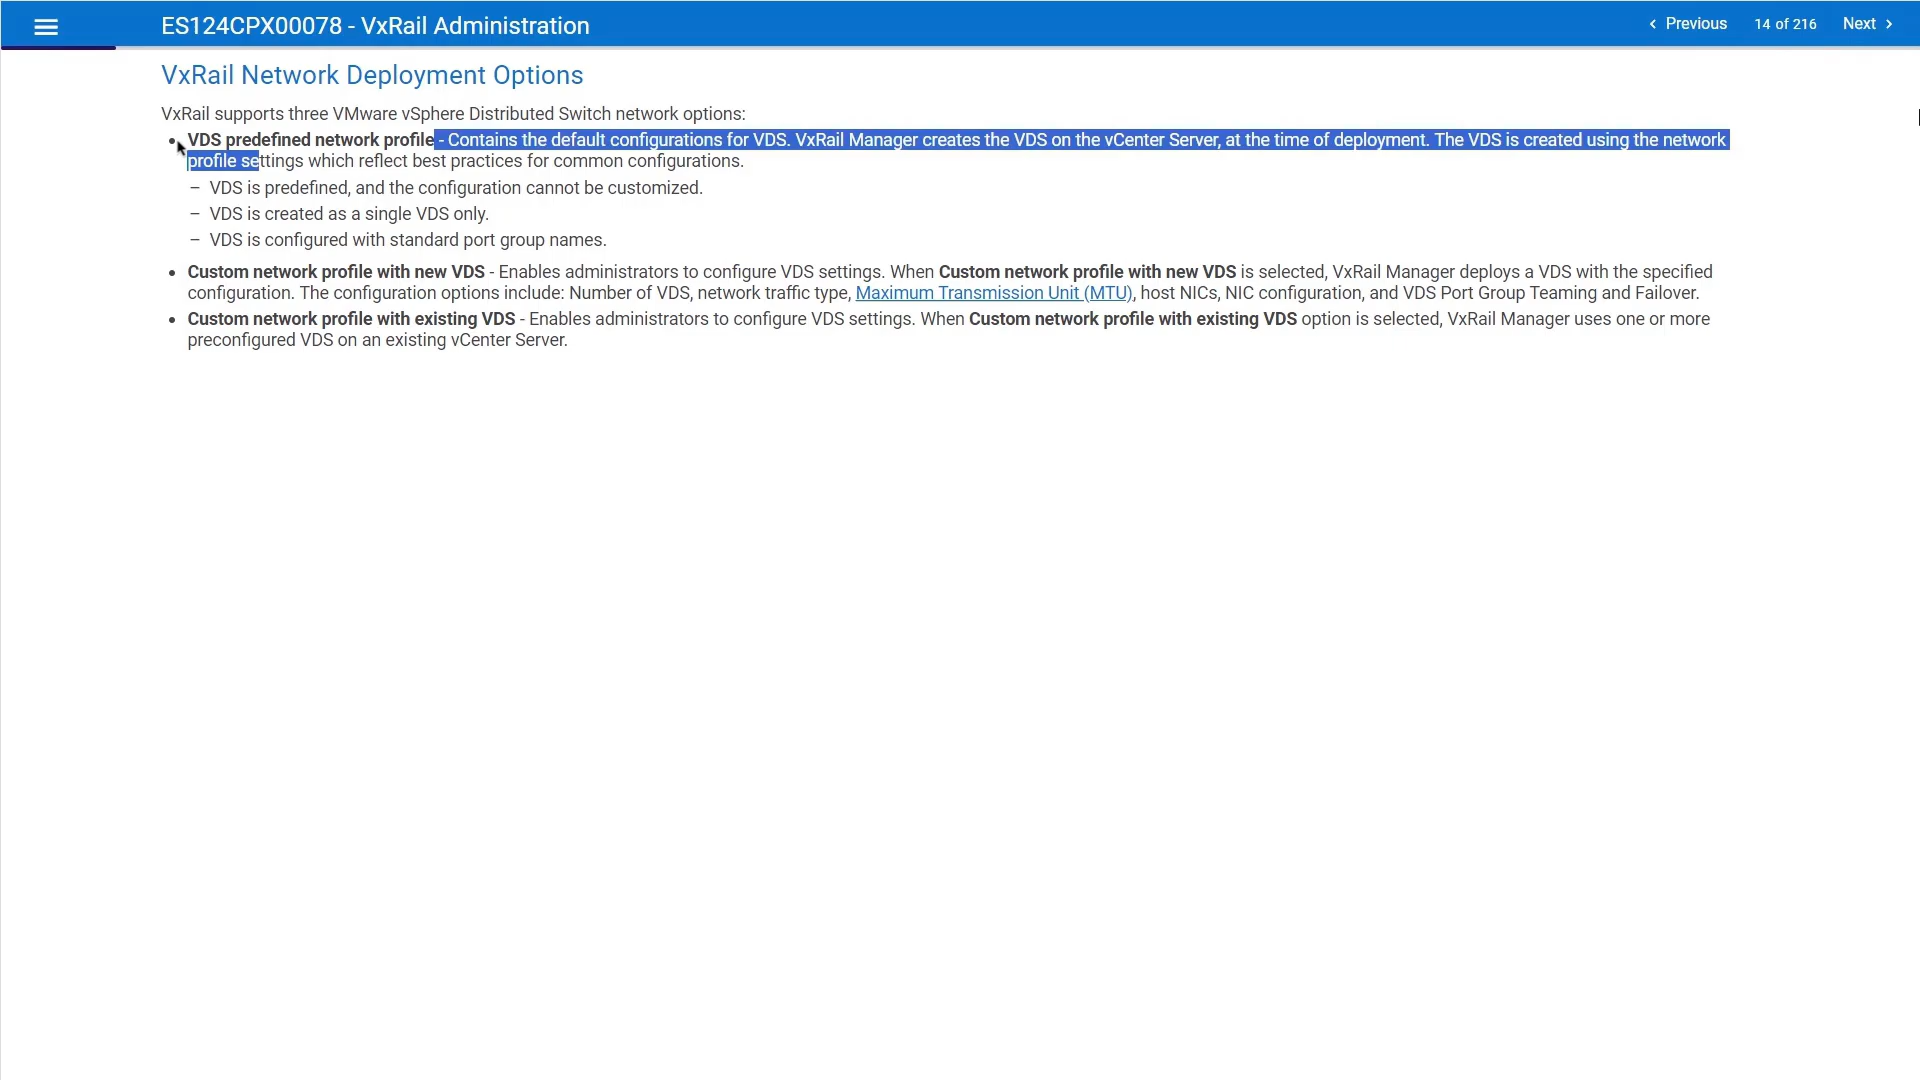 ES124CPX00078 - VxRail Administration
‹ Previous 14 of 216 Next ›
VxRail Network Deployment Options
VxRail supports three VMware vSphere Distributed Switch network options:
• VDS predefined network profile - Contains the default configurations for VDS. VxRail Manager creates the VDS on the vCenter Server, at the time of deployment. The VDS is created using the network
profile settings which reflect best practices for common configurations.
– VDS is predefined, and the configuration cannot be customized.
– VDS is created as a single VDS only.
– VDS is configured with standard port group names.
• Custom network profile with new VDS - Enables administrators to configure VDS settings. When Custom network profile with new VDS is selected, VxRail Manager deploys a VDS with the specified
configuration. The configuration options include: Number of VDS, network traffic type, Maximum Transmission Unit (MTU), host NICs, NIC configuration, and VDS Port Group Teaming and Failover.
• Custom network profile with existing VDS - Enables administrators to configure VDS settings. When Custom network profile with existing VDS option is selected, VxRail Manager uses one or more
preconfigured VDS on an existing vCenter Server.